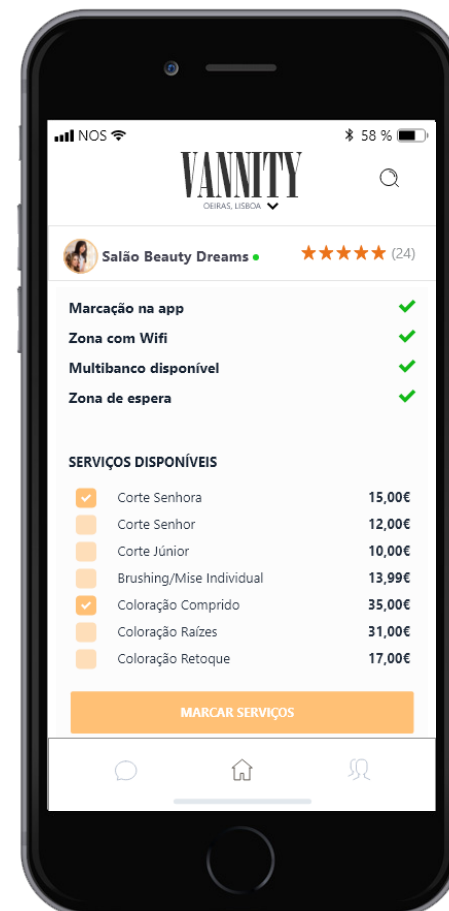 NOS 58 %
VANNITY
OEIRAS, LISBOA
Salão Beauty Dreams (24)
Marcação na app
Zona com Wifi
Multibanco disponível
Zona de espera
SERVIÇOS DISPONÍVEIS
Corte Senhora 15,00€
Corte Senhor 12,00€
Corte Júnior 10,00€
Brushing/Mise Individual 13,99€
Coloração Comprido 35,00€
Coloração Raízes 31,00€
Coloração Retoque 17,00€
MARCAR SERVIÇOS